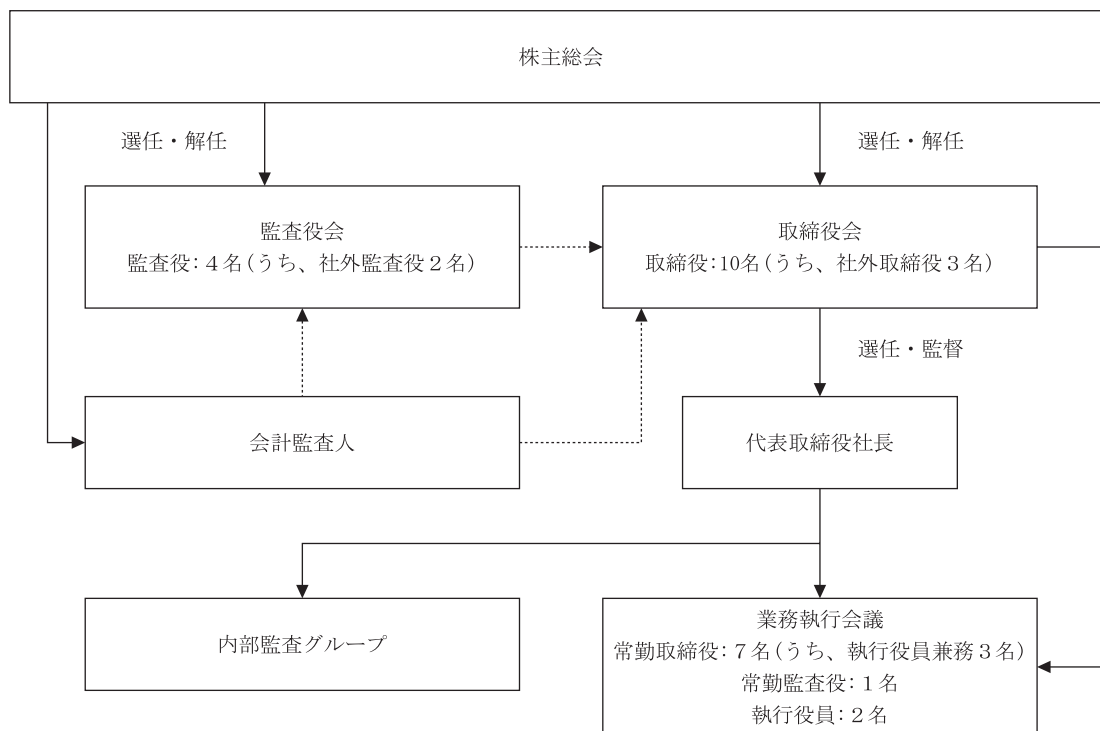 株主総会
選任・解任
選任・解任
監査役会
監査役：４名（うち、社外監査役２名）
取締役会
取締役：10名（うち、社外取締役３名）
選任・監督
会計監査人
代表取締役社長
内部監査グループ
業務執行会議
常勤取締役：７名（うち、執行役員兼務３名）
常勤監査役：１名
執行役員：２名